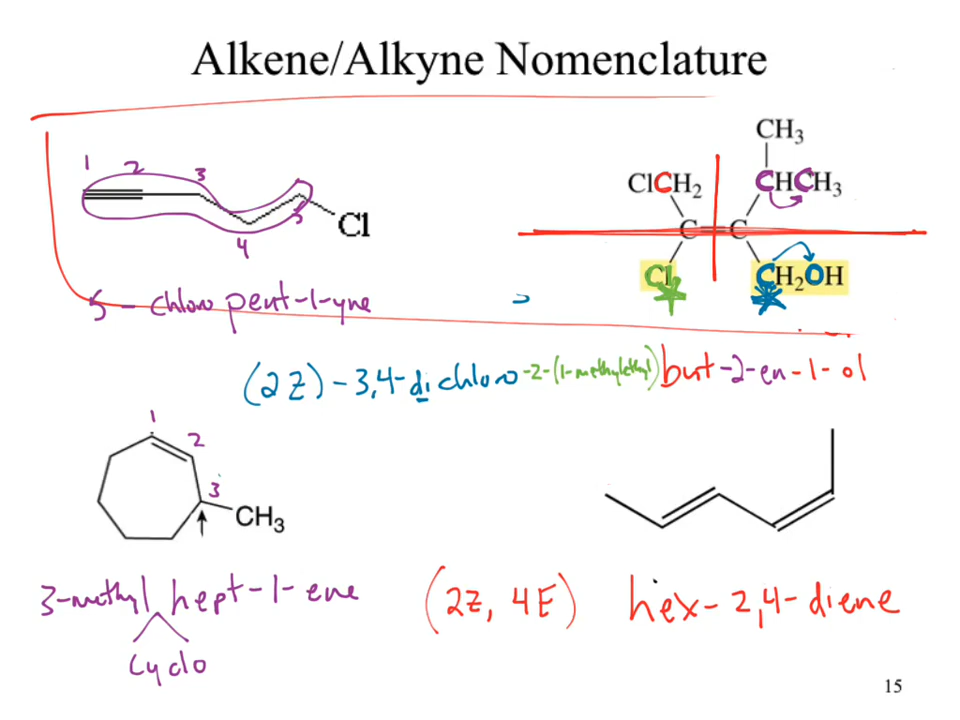 Alkene/Alkyne Nomenclature
CH3
1 2 3
ClCH2 CHCH3
4 5 Cl
C=C
Cl CH2OH
5-chloro pent-1-yne
(2Z)-3,4-dichloro-2-(1-methylethyl)but-2-en-1-ol
1
2
3
CH3
3-methyl hept-1-ene
cyclo
(2Z, 4E) hex-2,4-diene
15